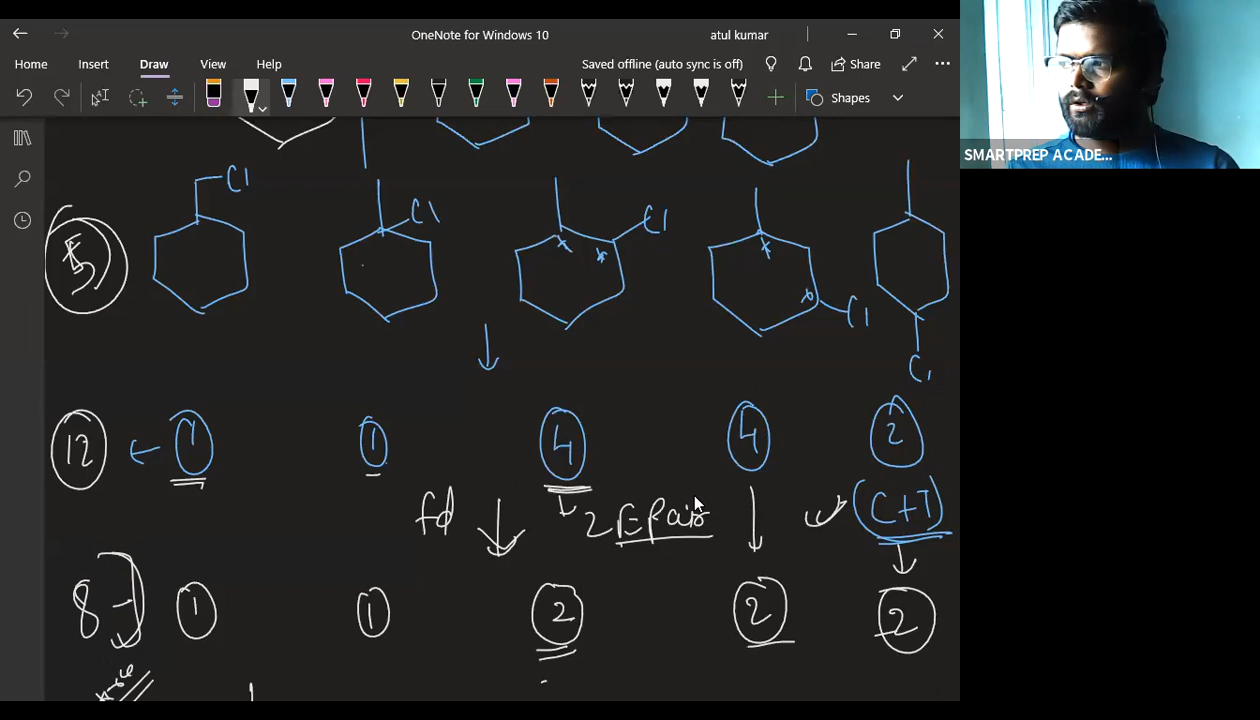 OneNote for Windows 10
atul kumar
Home Insert Draw View Help
Saved offline (auto sync is off)
Share
Shapes
SMARTPREP ACADE...
5
Cl Cl Cl Cl Cl
12 ← 1 1 4 4 2
fd 2 E Pair (C+T)
8 1 1 2 2 2